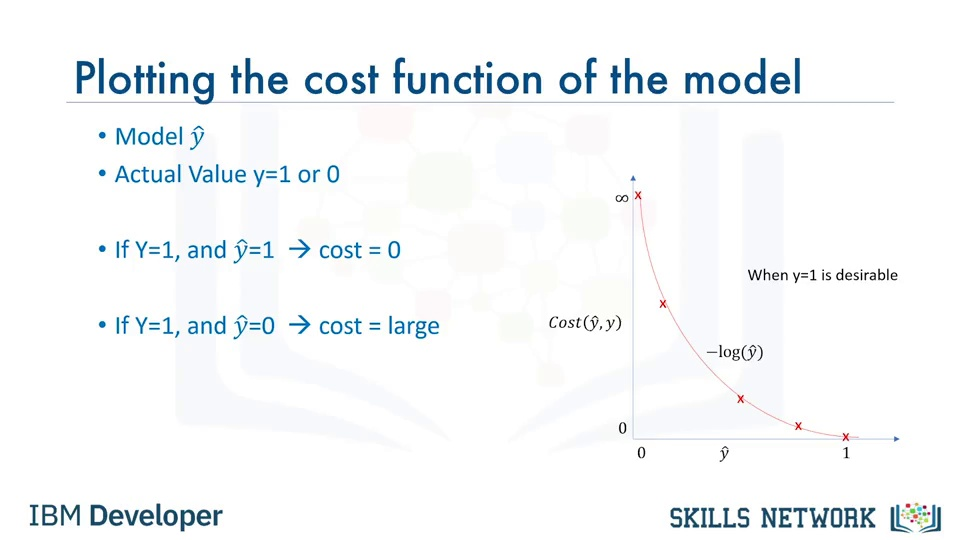 Plotting the cost function of the model
• Model ŷ
• Actual Value y=1 or 0
• If Y=1, and ŷ=1 → cost = 0
• If Y=1, and ŷ=0 → cost = large
∞
x
When y=1 is desirable
x
Cost(ŷ, y)
−log(ŷ)
x
0
x
x
0
ŷ
1
IBM Developer
SKILLS NETWORK